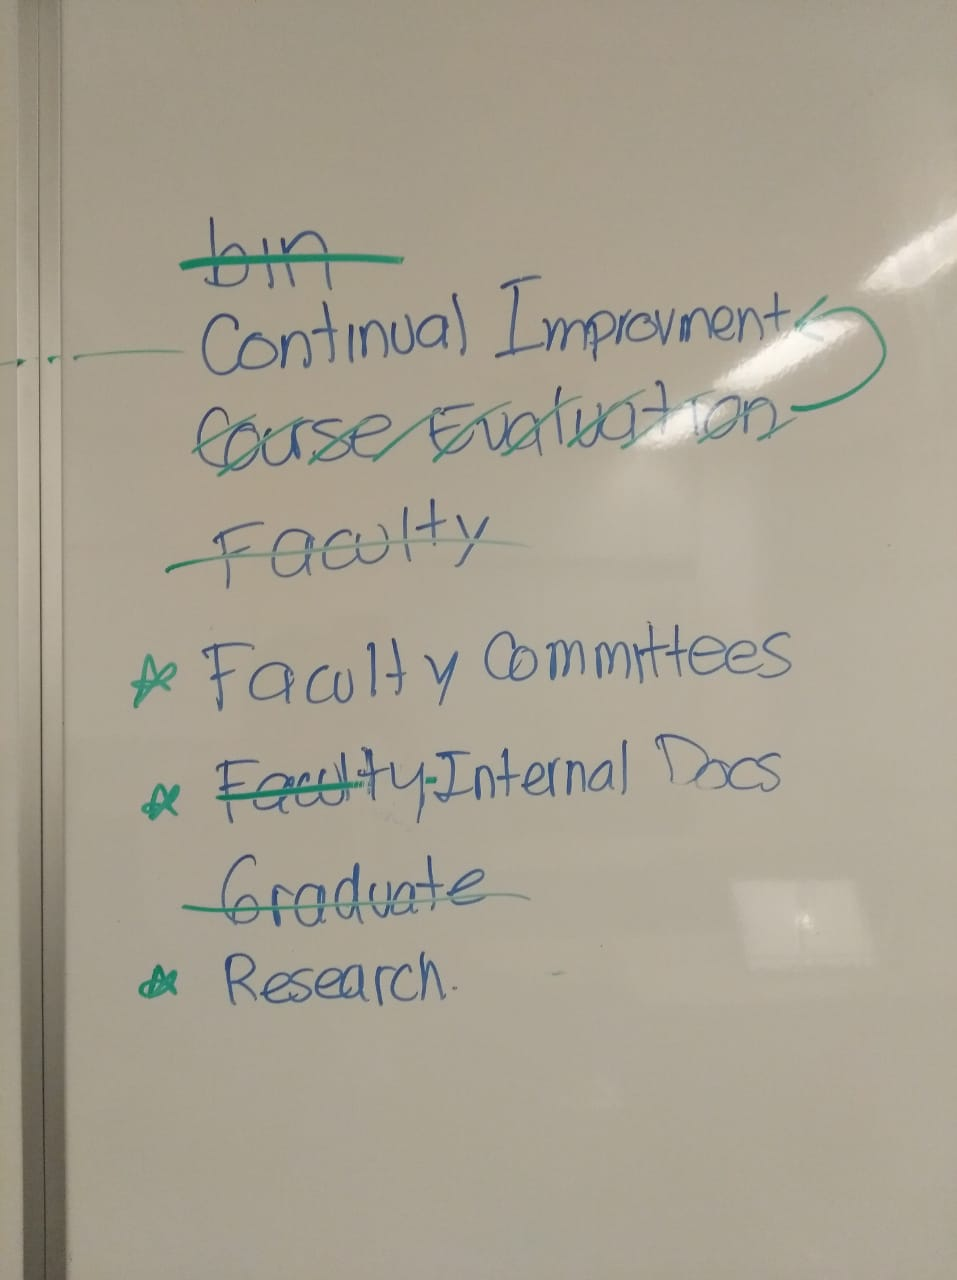 bin
Continual Improvment
Course Evaluation
Faculty
Faculty Committees
Faculty-Internal Docs
Graduate
Research.